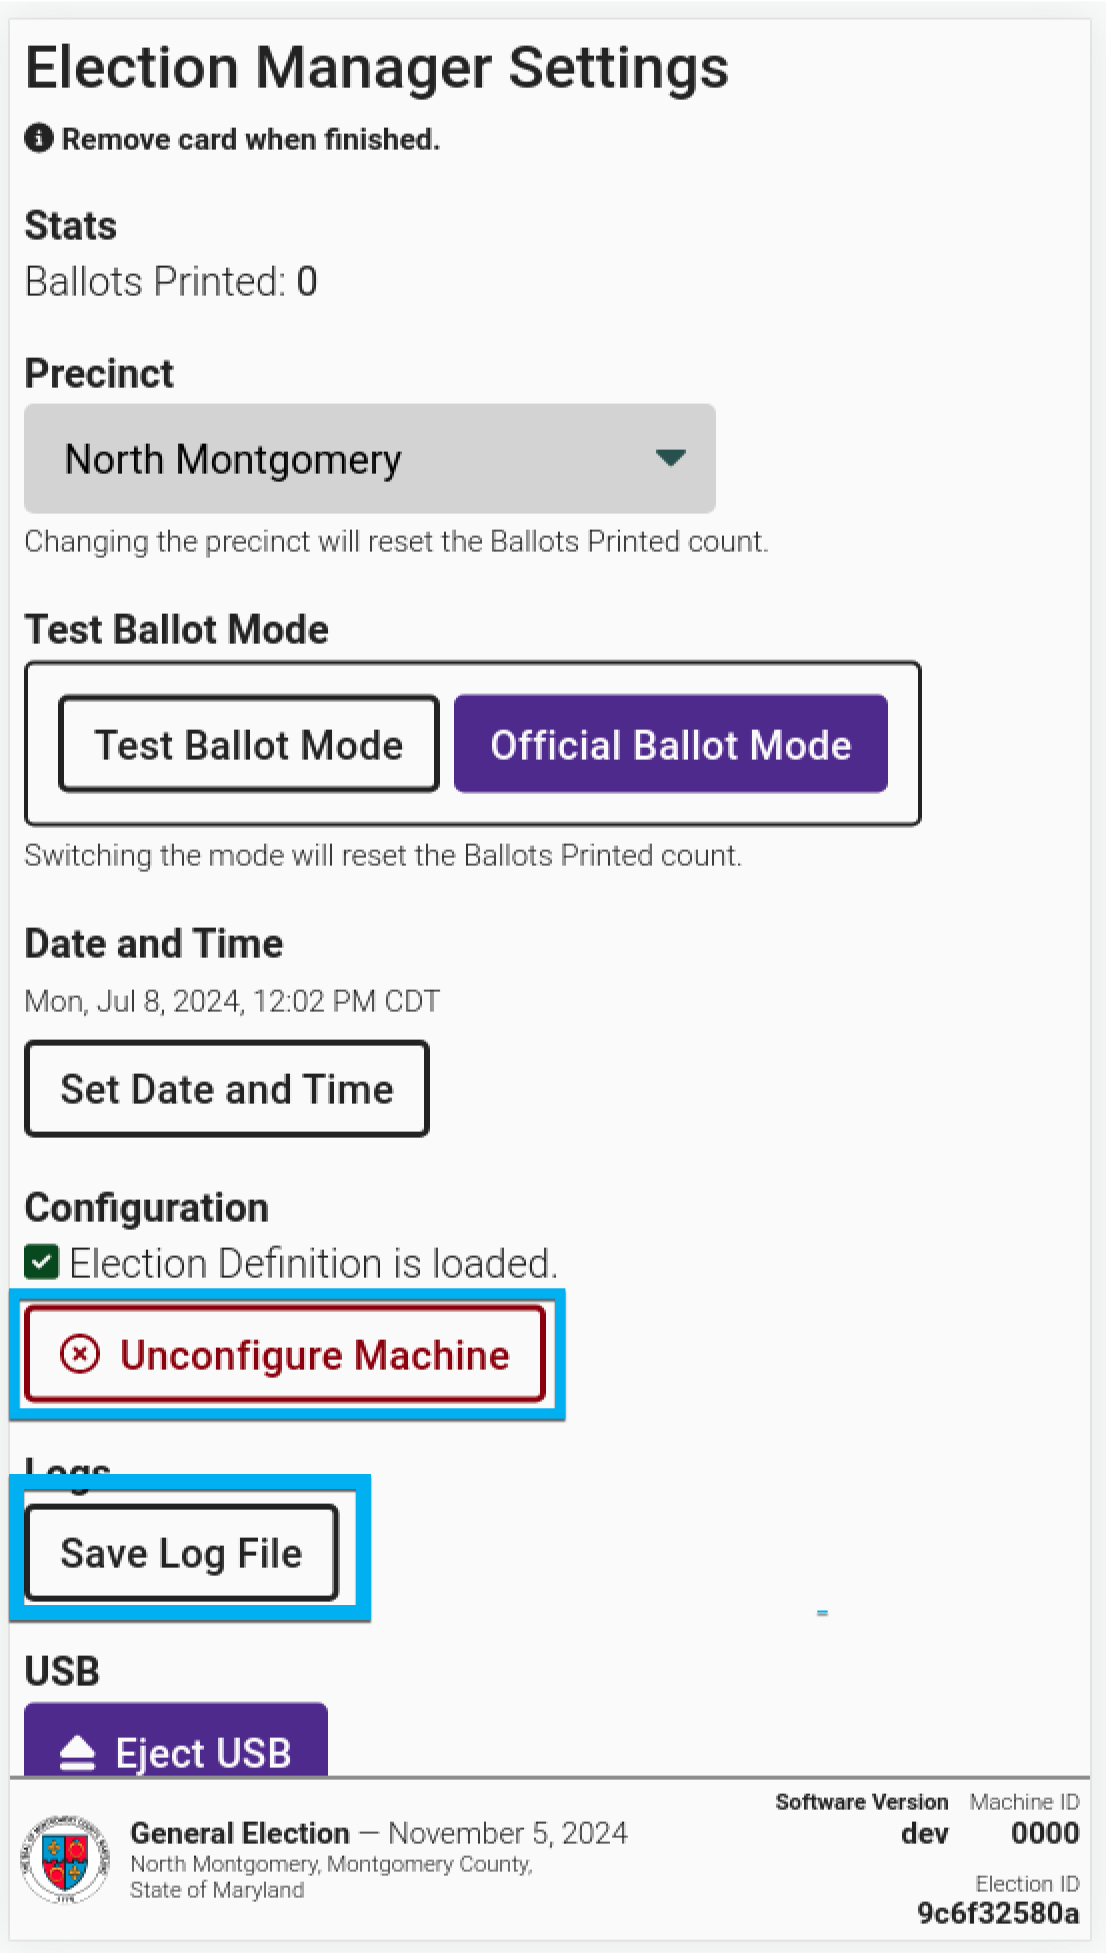 Election Manager Settings
Remove card when finished.
Stats
Ballots Printed: 0
Precinct
North Montgomery
Changing the precinct will reset the Ballots Printed count.
Test Ballot Mode
Test Ballot Mode Official Ballot Mode
Switching the mode will reset the Ballots Printed count.
Date and Time
Mon, Jul 8, 2024, 12:02 PM CDT
Set Date and Time
Configuration
Election Definition is loaded.
Unconfigure Machine
Logs
Save Log File
USB
Eject USB
General Election — November 5, 2024
North Montgomery, Montgomery County,
State of Maryland
Software Version Machine ID
dev 0000
Election ID
9c6f32580a